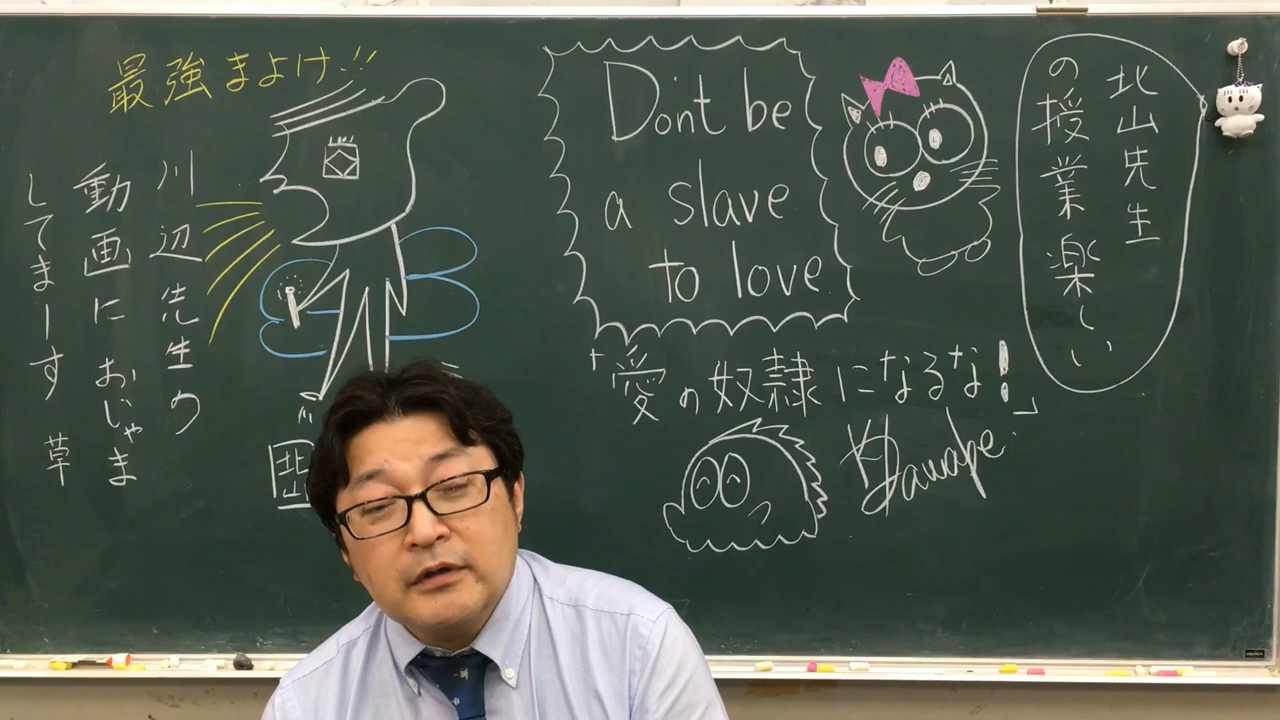 最強まよけ!!
川辺先生の
動画におじゃま
してまーす 草
Don't be
a slave
to love
「愛の奴隷になるな!」
Kawabe
北山先生
の授業楽しい